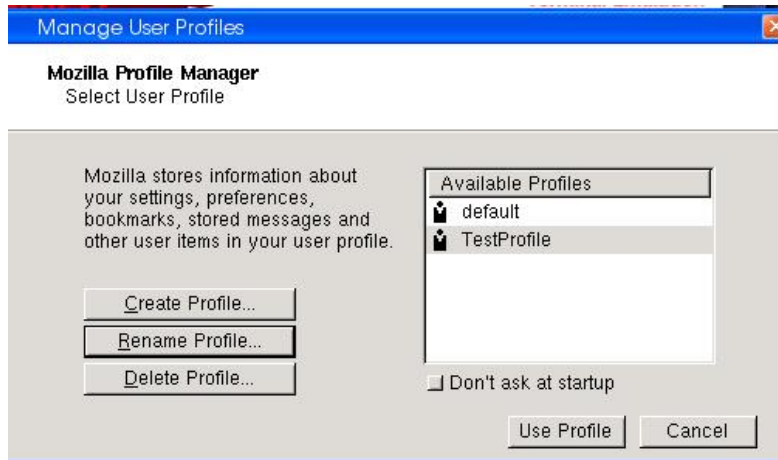 Manage User Profiles
Mozilla Profile Manager
Select User Profile
Mozilla stores information about
your settings, preferences,
bookmarks, stored messages and
other user items in your user profile.
Create Profile...
Rename Profile...
Delete Profile...
Available Profiles
default
TestProfile
Don't ask at startup
Use Profile
Cancel